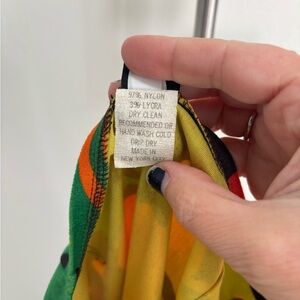 97% NYLON
3% LYCRA
DRY CLEAN
RECOMMENDED OR
HAND WASH COLD
DRIP DRY
MADE IN
NEW YORK CITY